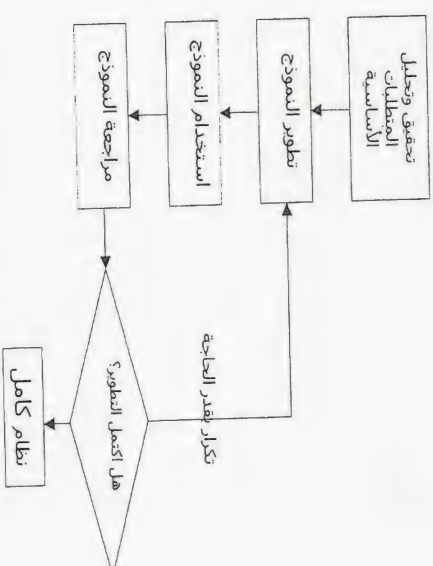 تحقيق وتحليل
المتطلبات
الأساسية
تطوير النموذج
استخدام النموذج
مراجعة النموذج
هل اكتمل التطوير؟
تكرار بقدر الحاجة
نظام كامل